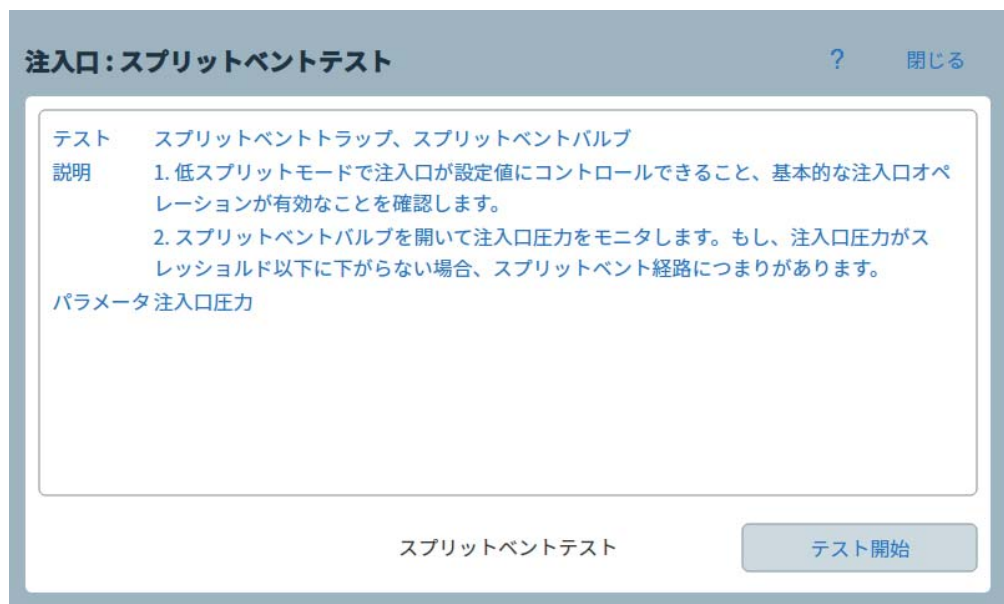 注入口 : スプリットベントテスト ? 閉じる
テスト スプリットベントトラップ、スプリットベントバルブ
説明 1. 低スプリットモードで注入口が設定値にコントロールできること、基本的な注入口オペ
レーションが有効なことを確認します。
2. スプリットベントバルブを開いて注入口圧力をモニタします。もし、注入口圧力がス
レッショルド以下に下がらない場合、スプリットベント経路につまりがあります。
パラメータ 注入口圧力
スプリットベントテスト テスト開始